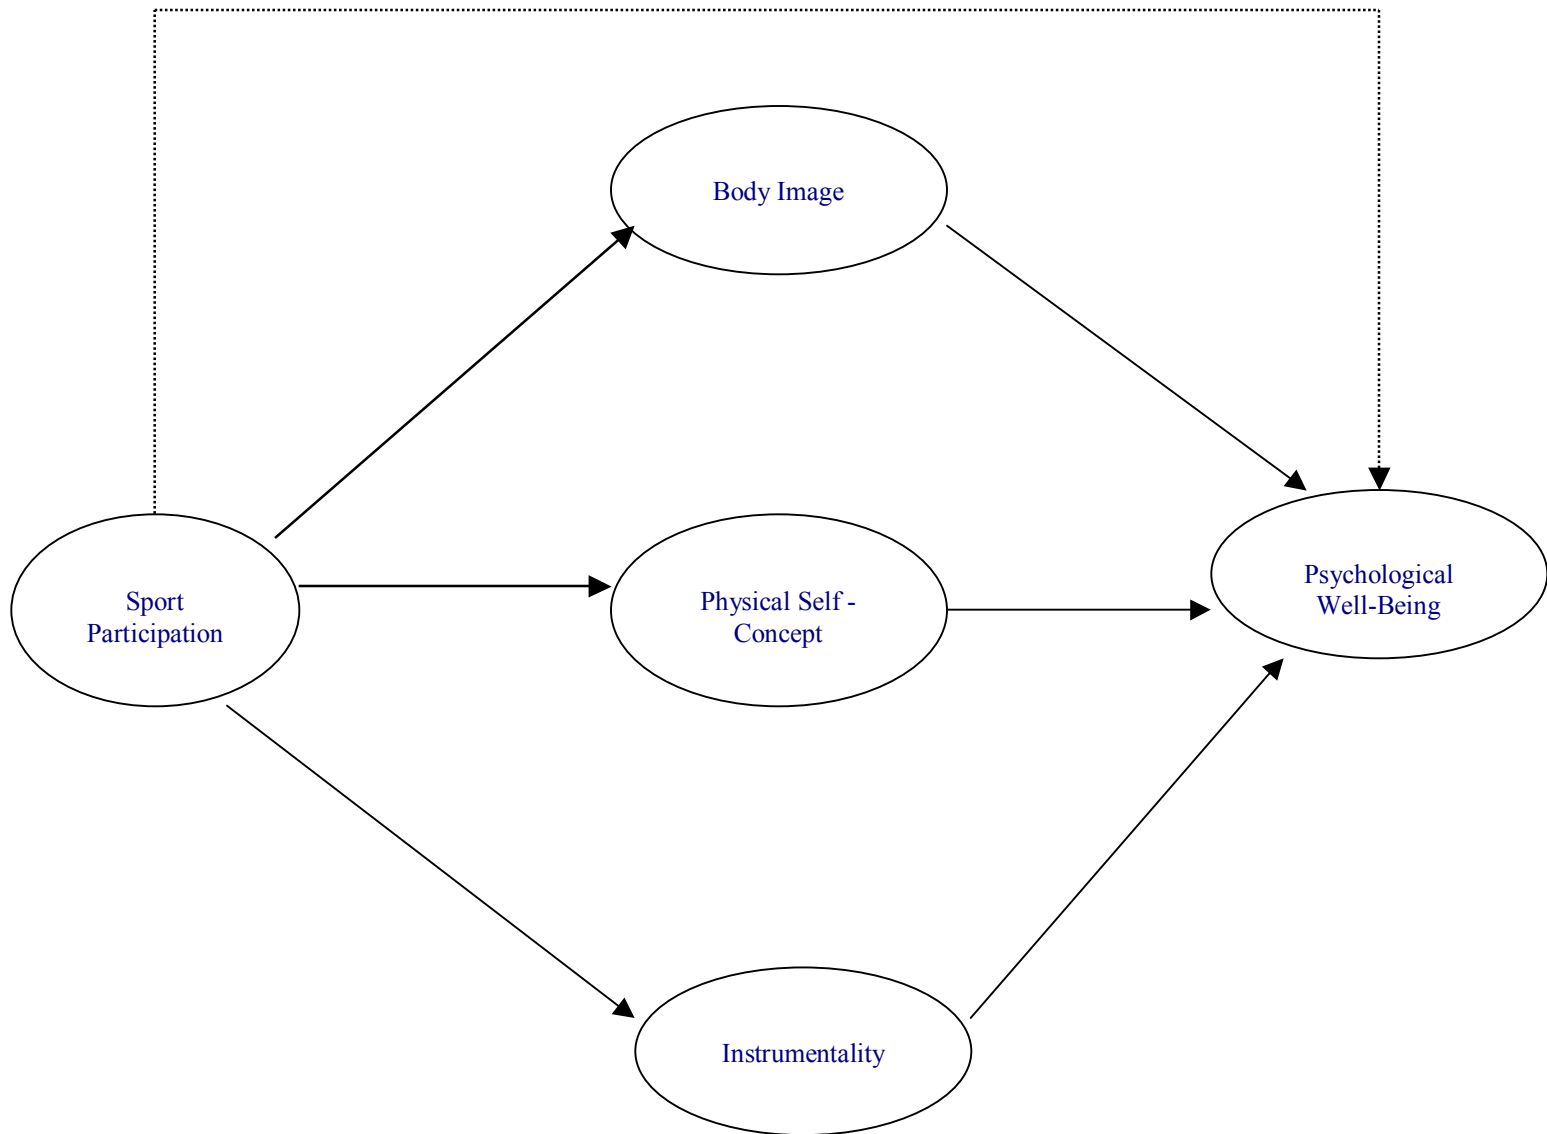 Body Image
Sport
Participation
Physical Self -
Concept
Psychological
Well-Being
Instrumentality